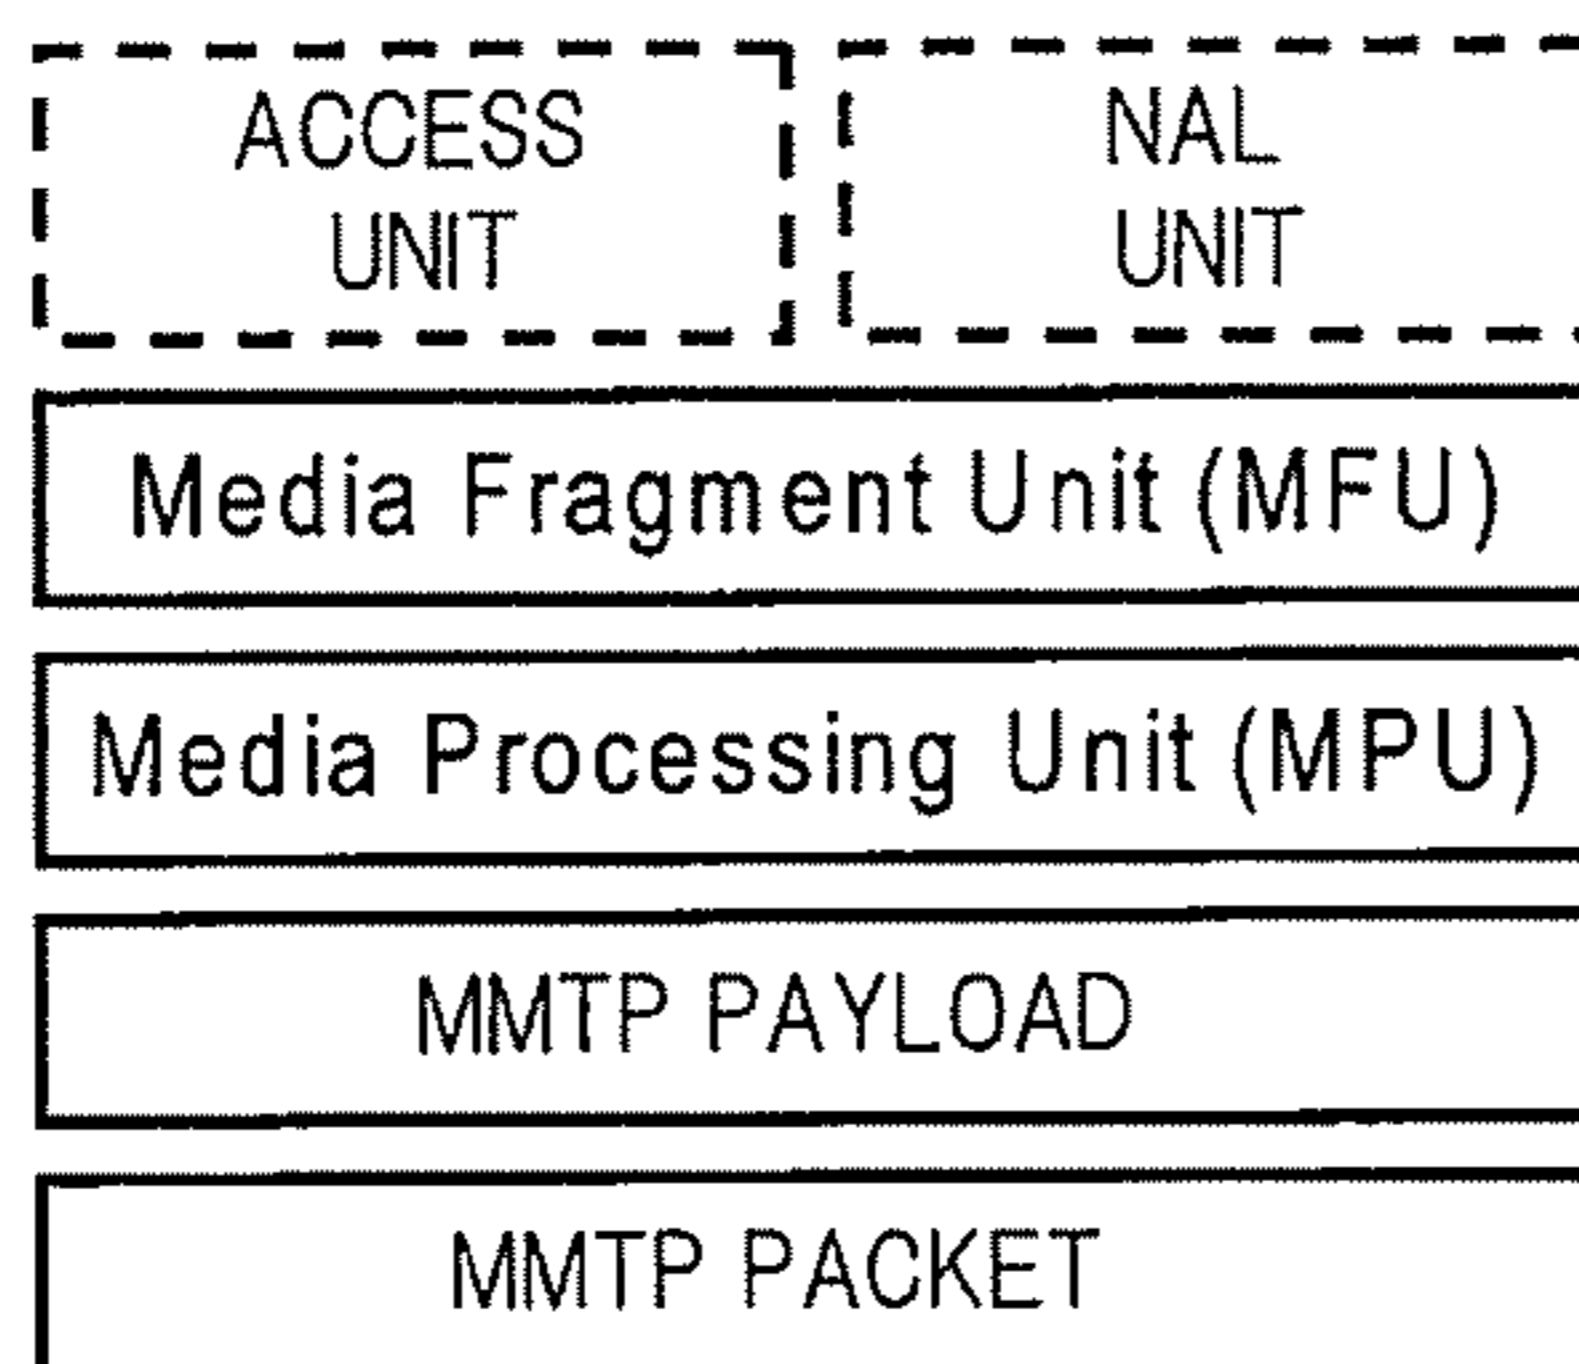 ACCESS
UNIT
NAL
UNIT
Media Fragment Unit (MFU)
Media Processing Unit (MPU)
MMTP PAYLOAD
MMTP PACKET